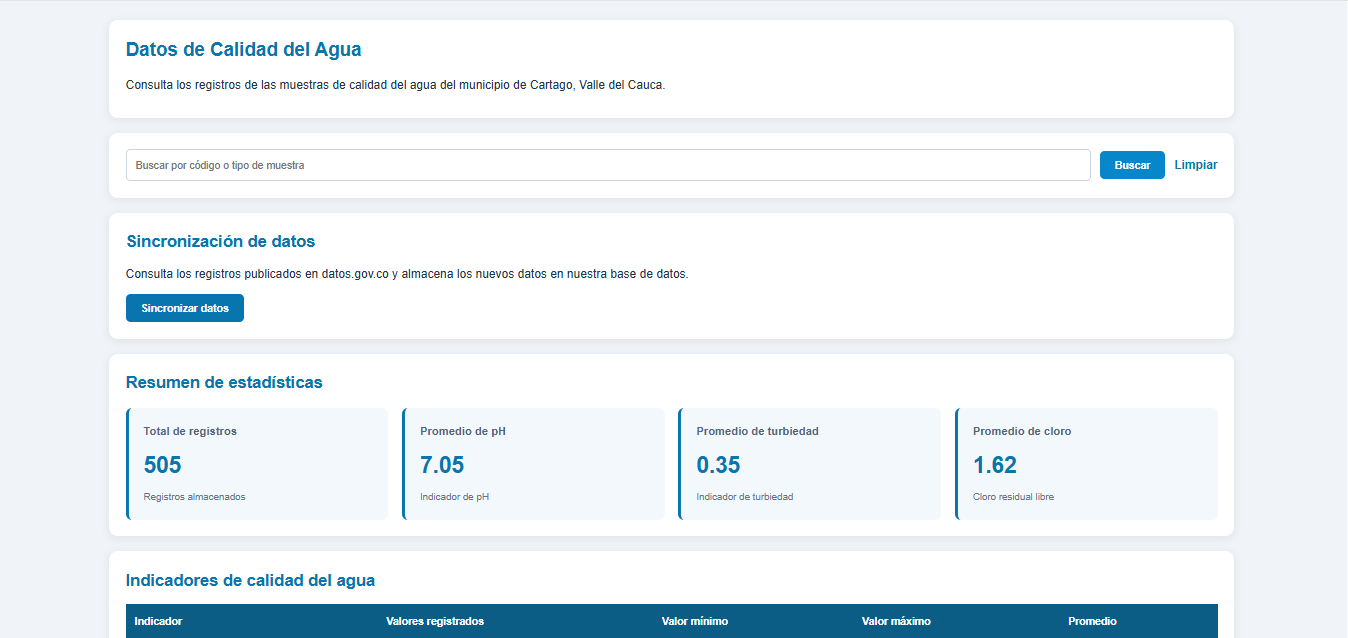 Datos de Calidad del Agua
Consulta los registros de las muestras de calidad del agua del municipio de Cartago, Valle del Cauca.
Buscar por código o tipo de muestra
Buscar
Limpiar
Sincronización de datos
Consulta los registros publicados en datos.gov.co y almacena los nuevos datos en nuestra base de datos.
Sincronizar datos
Resumen de estadísticas
Total de registros
505
Registros almacenados
Promedio de pH
7.05
Indicador de pH
Promedio de turbiedad
0.35
Indicador de turbiedad
Promedio de cloro
1.62
Cloro residual libre
Indicadores de calidad del agua
Indicador Valores registrados Valor mínimo Valor máximo Promedio